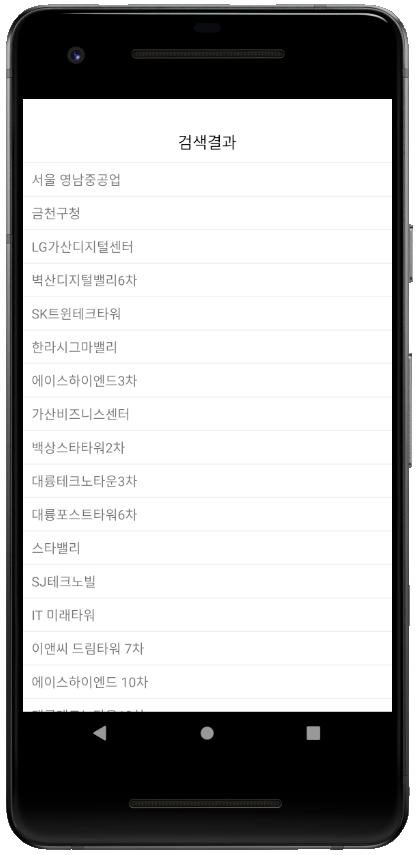 검색결과
서울 영남중공업
금천구청
LG가산디지털센터
벽산디지털밸리6차
SK트윈테크타워
한라시그마밸리
에이스하이엔드3차
가산비즈니스센터
백상스타타워2차
대륭테크노타운3차
대륭포스트타워6차
스타밸리
SJ테크노빌
IT 미래타워
이앤씨 드림타워 7차
에이스하이엔드 10차